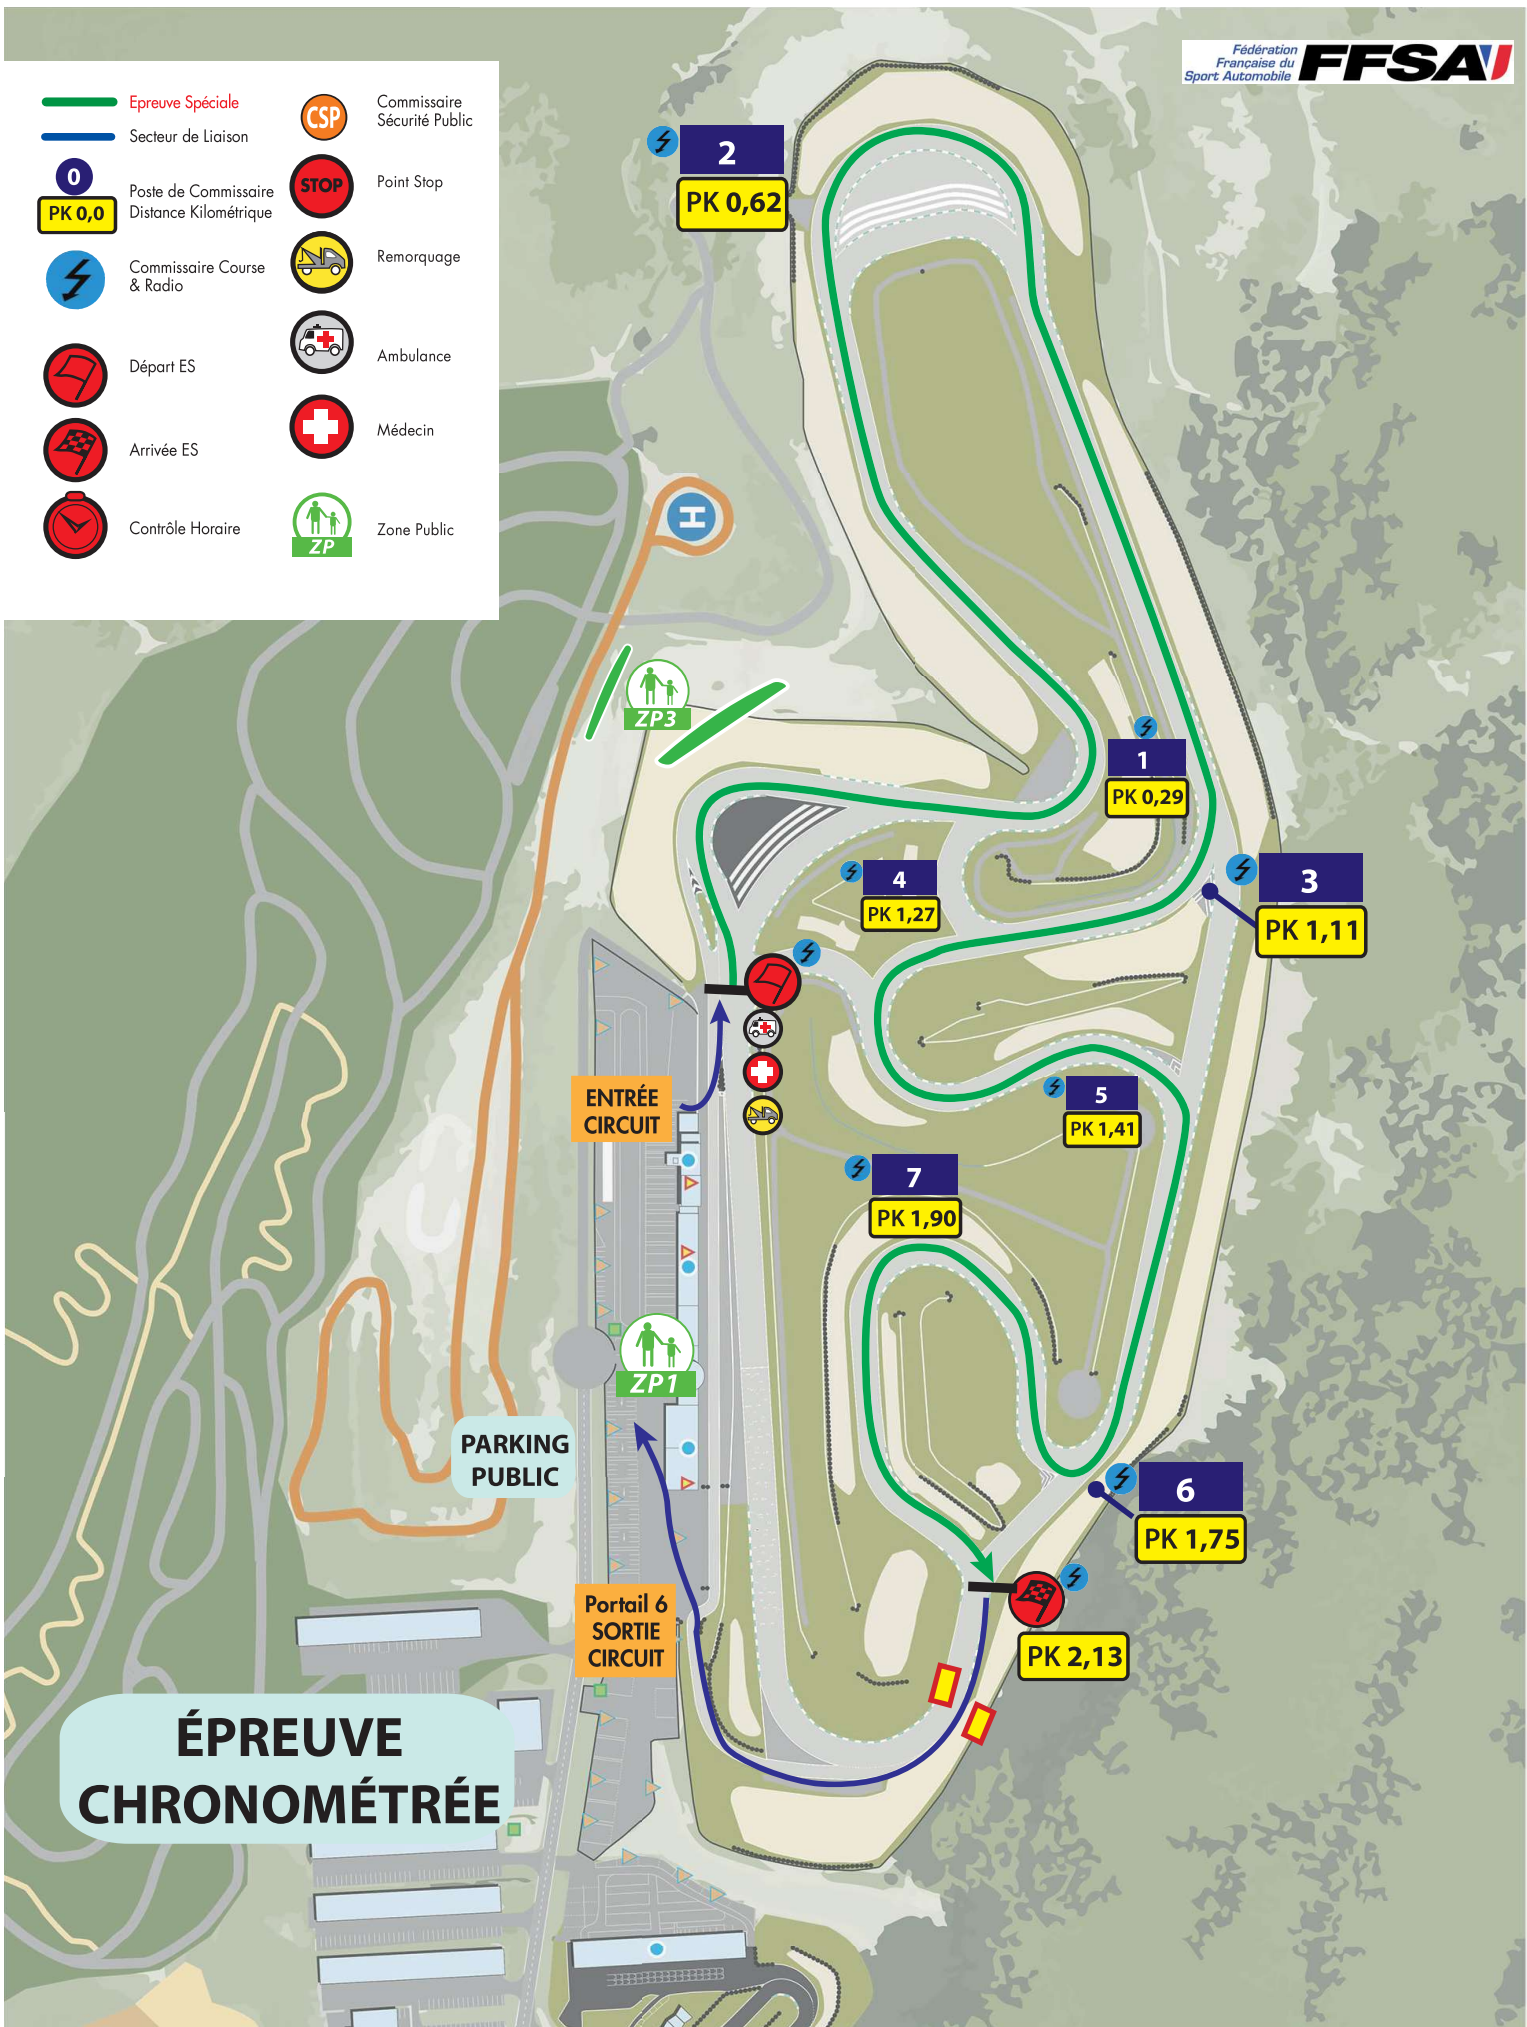 Fédération
Française du
Sport Automobile
FFSA
Epreuve Spéciale
Secteur de Liaison
0
PK 0,0
Poste de Commissaire
Distance Kilométrique
Commissaire Course
& Radio
Départ ES
Arrivée ES
Contrôle Horaire
CSP
Commissaire
Sécurité Public
STOP
Point Stop
Remorquage
Ambulance
Médecin
ZP
Zone Public
2
PK 0,62
H
ZP3
1
PK 0,29
4
PK 1,27
3
PK 1,11
ENTRÉE
CIRCUIT
5
PK 1,41
7
PK 1,90
ZP1
PARKING
PUBLIC
6
PK 1,75
Portail 6
SORTIE
CIRCUIT
PK 2,13
ÉPREUVE
CHRONOMÉTRÉE